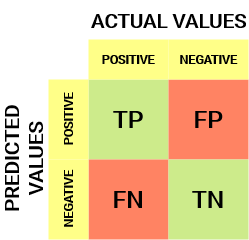 ACTUAL VALUES
POSITIVE NEGATIVE
PREDICTED
VALUES
POSITIVE
TP FP
NEGATIVE
FN TN